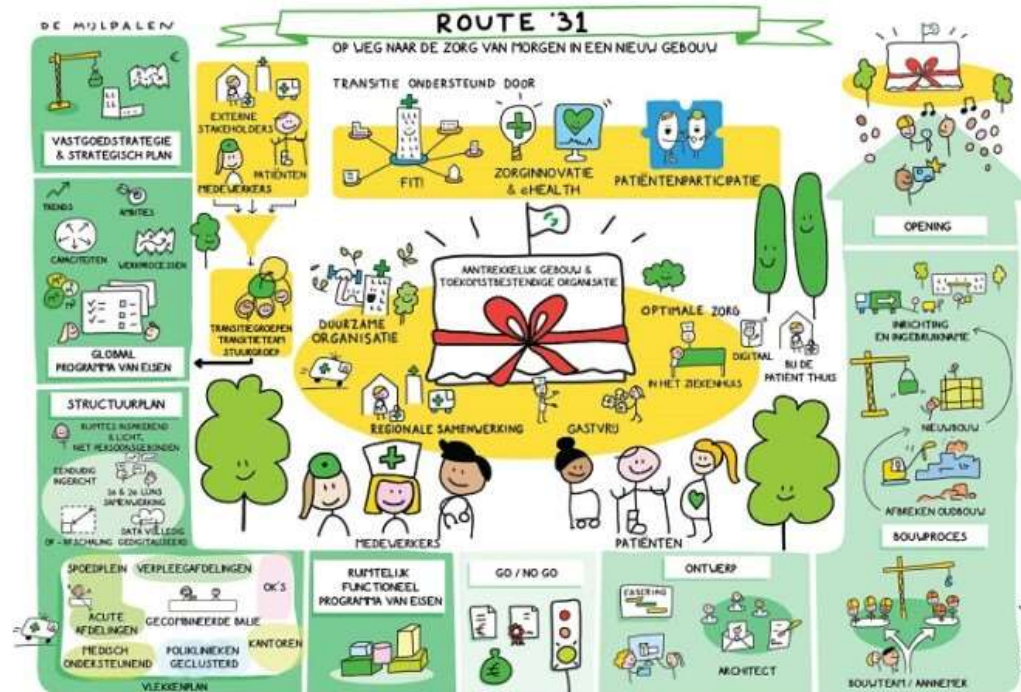 DE MIJLPALEN
ROUTE '31
OP WEG NAAR DE ZORG VAN MORGEN IN EEN NIEUW GEBOUW
VASTGOEDSTRATEGIE
& STRATEGISCH PLAN
EXTERNE
STAKEHOLDERS
PATIËNTEN
MEDEWERKERS
TRANSITIE ONDERSTEUND DOOR
FIT!
ZORGINNOVATIE
& eHEALTH
PATIËNTENPARTICIPATIE
TRENDS
AMBITIES
CAPACITEITEN
WERKPROCESSEN
GLOBAAL
PROGRAMMA VAN EISEN
TRANSITIEGROEPEN
TRANSITIETEAM
STUURGROEP
AANTREKKELIJK GEBOUW &
TOEKOMSTBESTENDIGE ORGANISATIE
DUURZAME
ORGANISATIE
OPTIMALE ZORG
IN HET ZIEKENHUIS
DIGITAAL
BIJ DE
PATIËNT THUIS
REGIONALE SAMENWERKING
GASTVRIJ
MEDEWERKERS
PATIËNTEN
STRUCTUURPLAN
RUIMTES INSPIREREND
& LICHT,
NIET PERSOONSGEBONDEN
EENDUIDIG
INGERICHT
1e & 2e LIJNS
SAMENWERKING
OP - AFSCHALING
DATA VOLLEDIG
GEDIGITALISEERD
SPOEDPLEIN
VERPLEEGAFDELINGEN
OK'S
ACUTE
AFDELINGEN
GECOMBINEERDE BALIE
KANTOREN
MEDISCH
ONDERSTEUNEND
POLIKLINIEKEN
GECLUSTERD
VLEKKENPLAN
RUIMTELIJK
FUNCTIONEEL
PROGRAMMA VAN EISEN
GO / NO GO
ONTWERP
FASERING
ARCHITECT
BOUWTEAM / AANNEMER
BOUWPROCES
AFBREKEN OUDBOUW
NIEUWBOUW
INRICHTING
EN INGEBRUIKNAME
OPENING